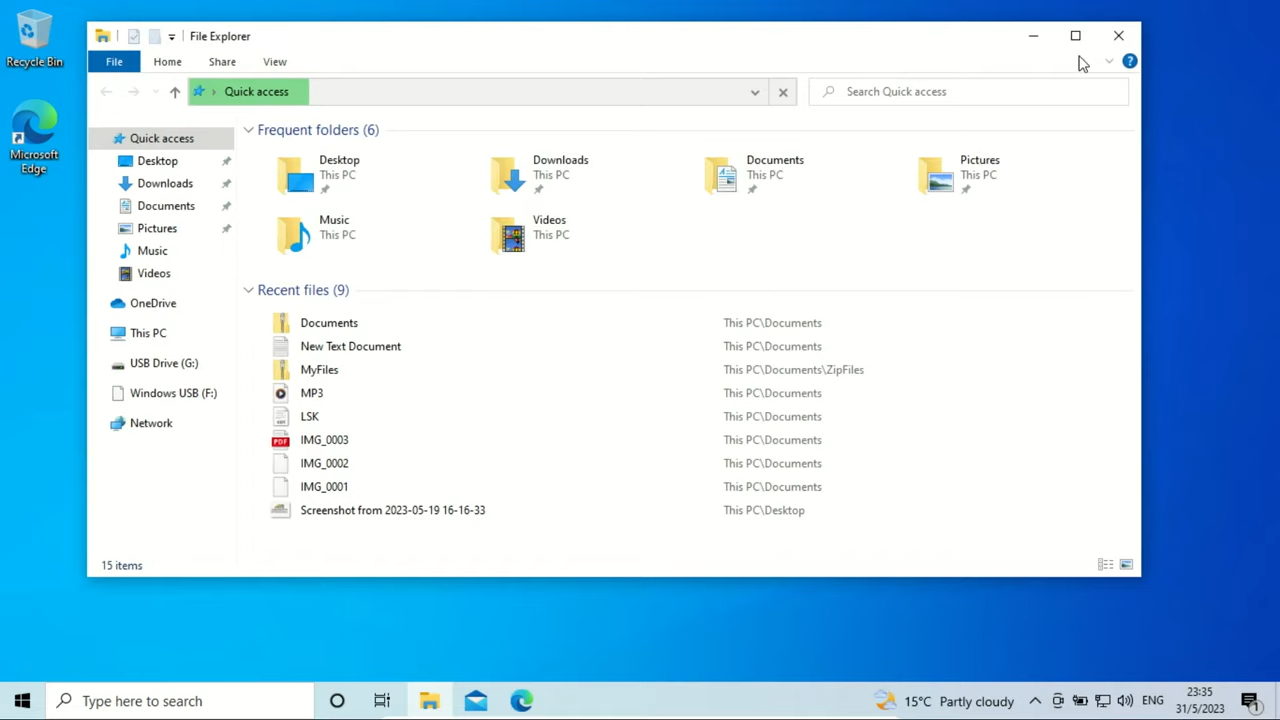 Recycle Bin
Microsoft
Edge
File Explorer
File Home Share View
Quick access
Search Quick access
Quick access
Desktop
Downloads
Documents
Pictures
Music
Videos
OneDrive
This PC
USB Drive (G:)
Windows USB (F:)
Network
Frequent folders (6)
Desktop
This PC
Downloads
This PC
Documents
This PC
Pictures
This PC
Music
This PC
Videos
This PC
Recent files (9)
Documents This PC\Documents
New Text Document This PC\Documents
MyFiles This PC\Documents\ZipFiles
MP3 This PC\Documents
LSK This PC\Documents
IMG_0003 This PC\Documents
IMG_0002 This PC\Documents
IMG_0001 This PC\Documents
Screenshot from 2023-05-19 16-16-33 This PC\Desktop
15 items
Type here to search
15°C Partly cloudy
ENG
23:35
31/5/2023
1